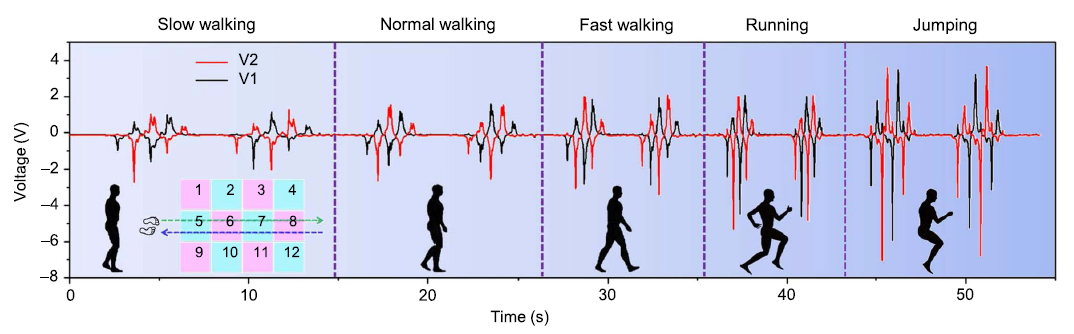 Slow walking Normal walking Fast walking Running Jumping
4
2
0
–2
–4
–6
–8
Voltage (V)
V2
V1
1 2 3 4
5 6 7 8
9 10 11 12
0 10 20 30 40 50
Time (s)